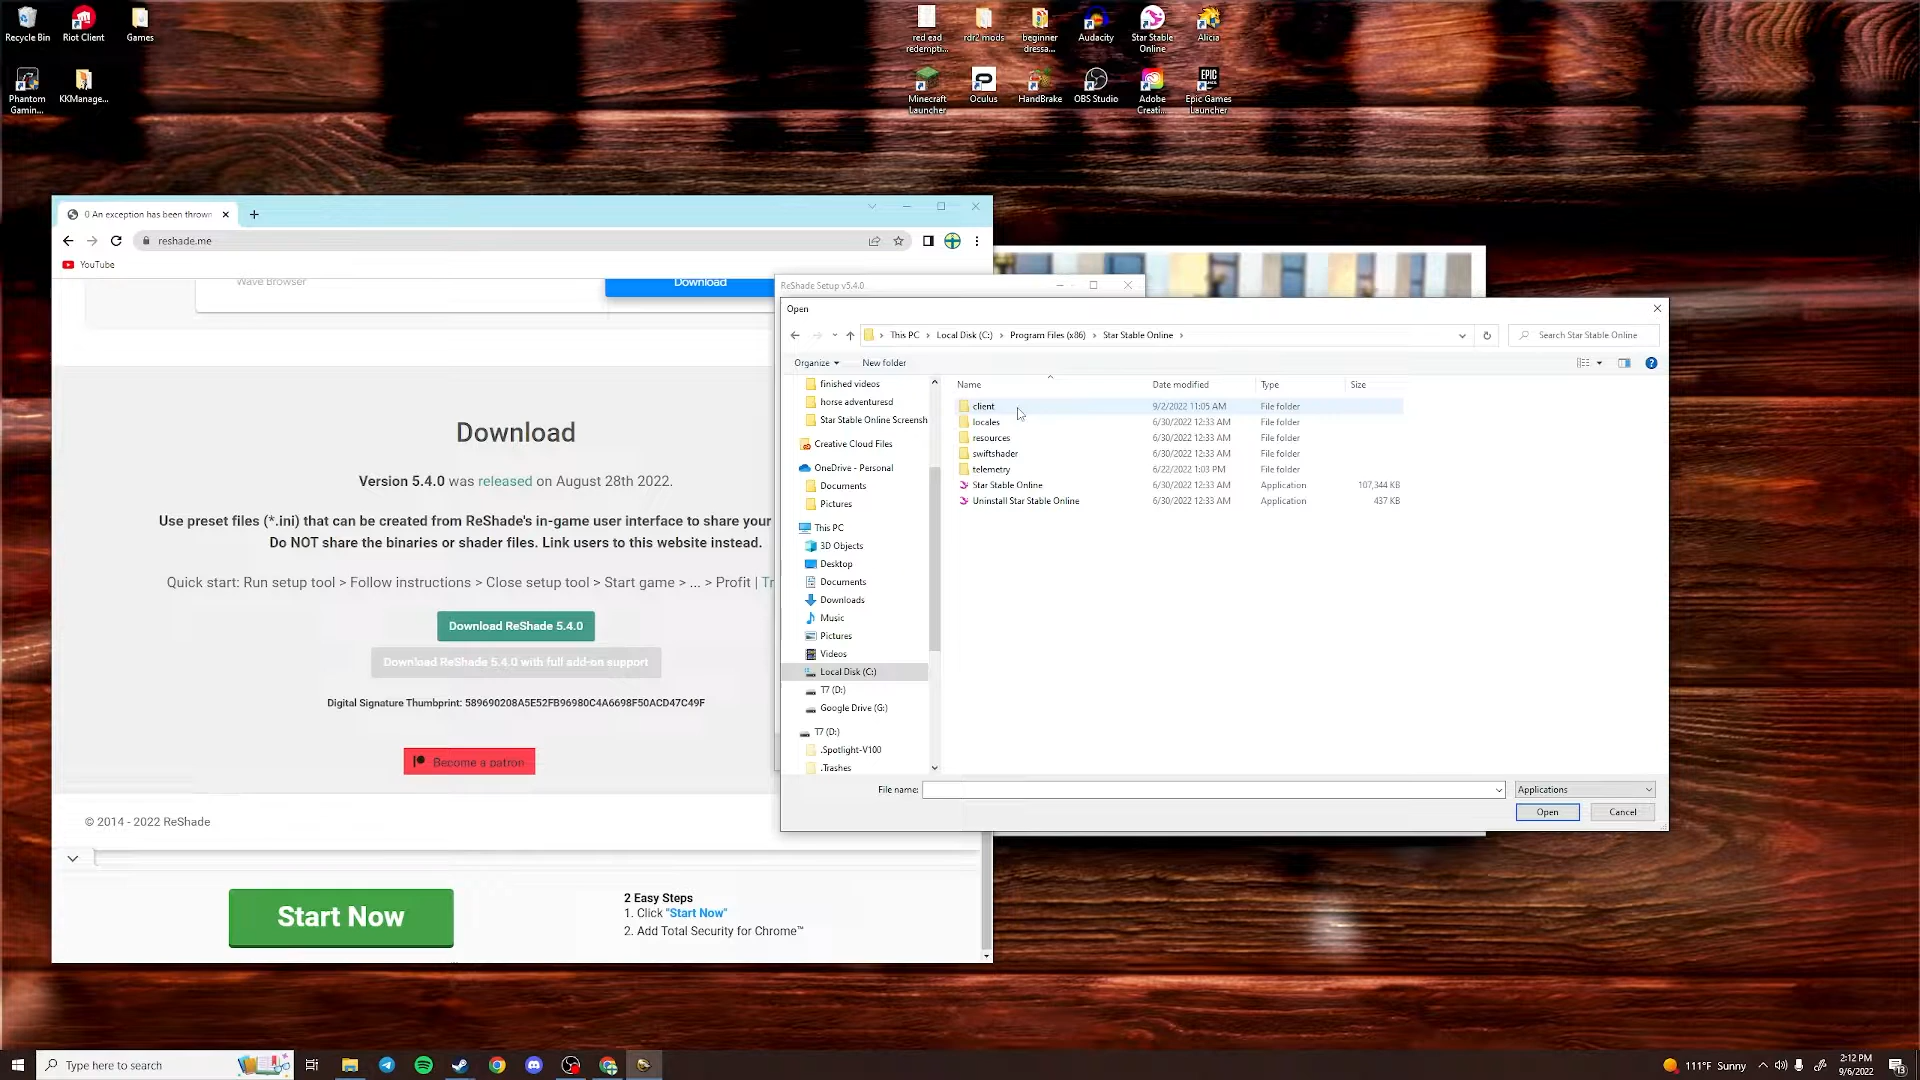 Recycle Bin
Riot Client
Games
Phantom
Gamin...
KKManage...
red ead
redempti...
rdr2 mods
beginner
dressa...
Audacity
Star Stable
Online
Alicia
Minecraft
Launcher
Oculus
HandBrake
OBS Studio
Adobe
Creati...
EPIC
GAMES
Epic Games
Launcher
0 An exception has been thrown
reshade.me
YouTube
Wave Browser
Download
Download
Version 5.4.0 was released on August 28th 2022.
Use preset files (*.ini) that can be created from ReShade's in-game user interface to share your
Do NOT share the binaries or shader files. Link users to this website instead.
Quick start: Run setup tool > Follow instructions > Close setup tool > Start game > ... > Profit | Tr
Download ReShade 5.4.0
Download ReShade 5.4.0 with full add-on support
Digital Signature Thumbprint: 589690208A5E52FB96980C4A6698F50ACD47C49F
Become a patron
© 2014 - 2022 ReShade
Start Now
2 Easy Steps
1. Click "Start Now"
2. Add Total Security for Chrome™
ReShade Setup v5.4.0
Open
This PC > Local Disk (C:) > Program Files (x86) > Star Stable Online >
Search Star Stable Online
Organize
New folder
finished videos
horse adventuresd
Star Stable Online Screensh
Creative Cloud Files
OneDrive - Personal
Documents
Pictures
This PC
3D Objects
Desktop
Documents
Downloads
Music
Pictures
Videos
Local Disk (C:)
T7 (D:)
Google Drive (G:)
T7 (D:)
.Spotlight-V100
.Trashes
Name Date modified Type Size
client 9/2/2022 11:05 AM File folder
locales 6/30/2022 12:33 AM File folder
resources 6/30/2022 12:33 AM File folder
swiftshader 6/30/2022 12:33 AM File folder
telemetry 6/22/2022 1:03 PM File folder
Star Stable Online 6/30/2022 12:33 AM Application 107,344 KB
Uninstall Star Stable Online 6/30/2022 12:33 AM Application 437 KB
File name:
Applications
Open
Cancel
Type here to search
111°F Sunny
2:12 PM
9/6/2022
13